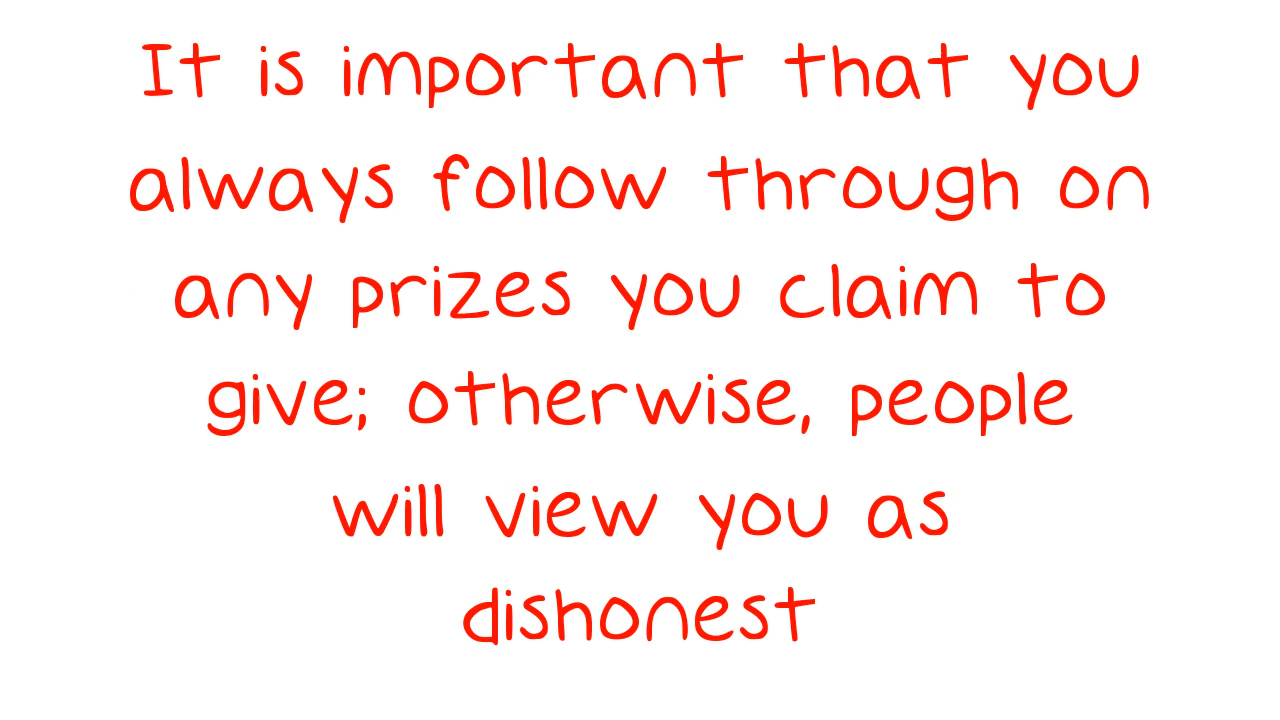 It is important that you
always follow through on
any prizes you claim to
give; otherwise, people
will view you as
dishonest